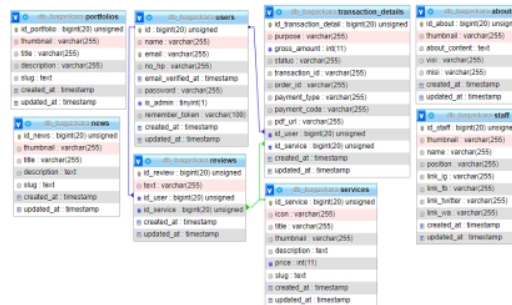 portfolios
id_portfolio : bigint(20) unsigned
thumbnail : varchar(255)
title : varchar(255)
description : varchar(255)
slug : text
created_at : timestamp
updated_at : timestamp
news
id_news : bigint(20) unsigned
thumbnail : varchar(255)
title : varchar(255)
description : text
slug : text
created_at : timestamp
updated_at : timestamp
users
id : bigint(20) unsigned
name : varchar(255)
email : varchar(255)
no_hp : varchar(255)
email_verified_at : timestamp
password : varchar(255)
is_admin : tinyint(1)
remember_token : varchar(100)
created_at : timestamp
updated_at : timestamp
reviews
id_review : bigint(20) unsigned
text : varchar(255)
id_user : bigint(20) unsigned
id_service : bigint(20) unsigned
created_at : timestamp
updated_at : timestamp
transaction_details
id_transaction_detail : bigint(20) unsigned
purpose : varchar(255)
gross_amount : int(11)
status : varchar(255)
transaction_id : varchar(255)
order_id : varchar(255)
payment_type : varchar(255)
payment_code : varchar(255)
pdf_url : varchar(255)
id_user : bigint(20) unsigned
id_service : bigint(20) unsigned
created_at : timestamp
updated_at : timestamp
services
id_service : bigint(20) unsigned
icon : varchar(255)
title : varchar(255)
thumbnail : varchar(255)
description : text
price : int(11)
slug : text
created_at : timestamp
updated_at : timestamp
about
id_about : bigint(20) unsigne
thumbnail : varchar(255)
about_content : text
visi : varchar(255)
misi : varchar(255)
created_at : timestamp
updated_at : timestamp
staff
id_staff : bigint(20) unsigne
thumbnail : varchar(255)
name : varchar(255)
position : varchar(255)
link_ig : varchar(255)
link_fb : varchar(255)
link_twitter : varchar(255)
link_wa : varchar(255)
created_at : timestamp
updated_at : timestamp